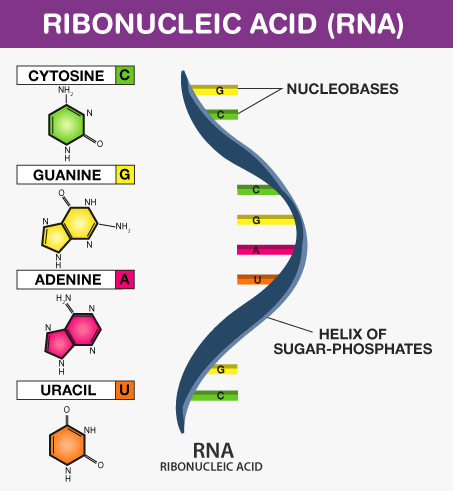 RIBONUCLEIC ACID (RNA)
CYTOSINE C
NH₂
N
O
N
H
GUANINE G
O
NH
N
NH₂
N
N
H
ADENINE A
H₂N
N
N
N
N
H
URACIL U
O
NH
O
N
H
G
C
NUCLEOBASES
C
G
A
U
HELIX OF
SUGAR-PHOSPHATES
G
C
RNA
RIBONUCLEIC ACID